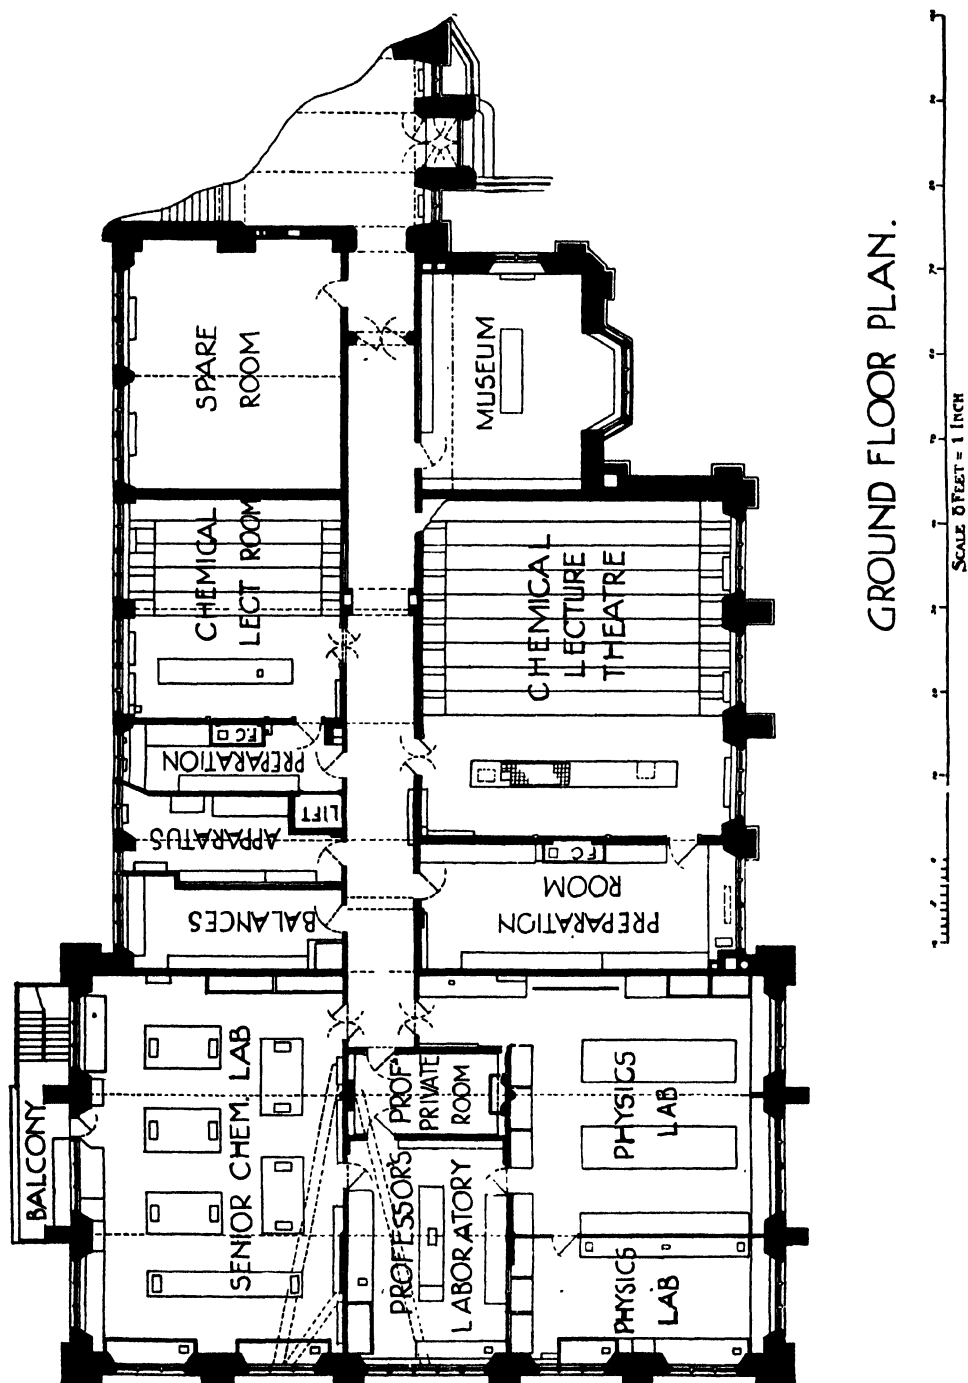 GROUND FLOOR PLAN.
SPARE
ROOM
MUSEUM
CHEMICAL
LECT ROOM
CHEMICAL
LECTURE
THEATRE
F.C
PREPARATION
LIFT
APPARATUS
BALANCES
F.C
PREPARATION
ROOM
BALCONY
SENIOR CHEM. LAB
PROF'
PRIVATE
ROOM
PROFESSOR'S
LABORATORY
PHYSICS
LAB
PHYSICS
LAB
SCALE 8 FEET = 1 INCH